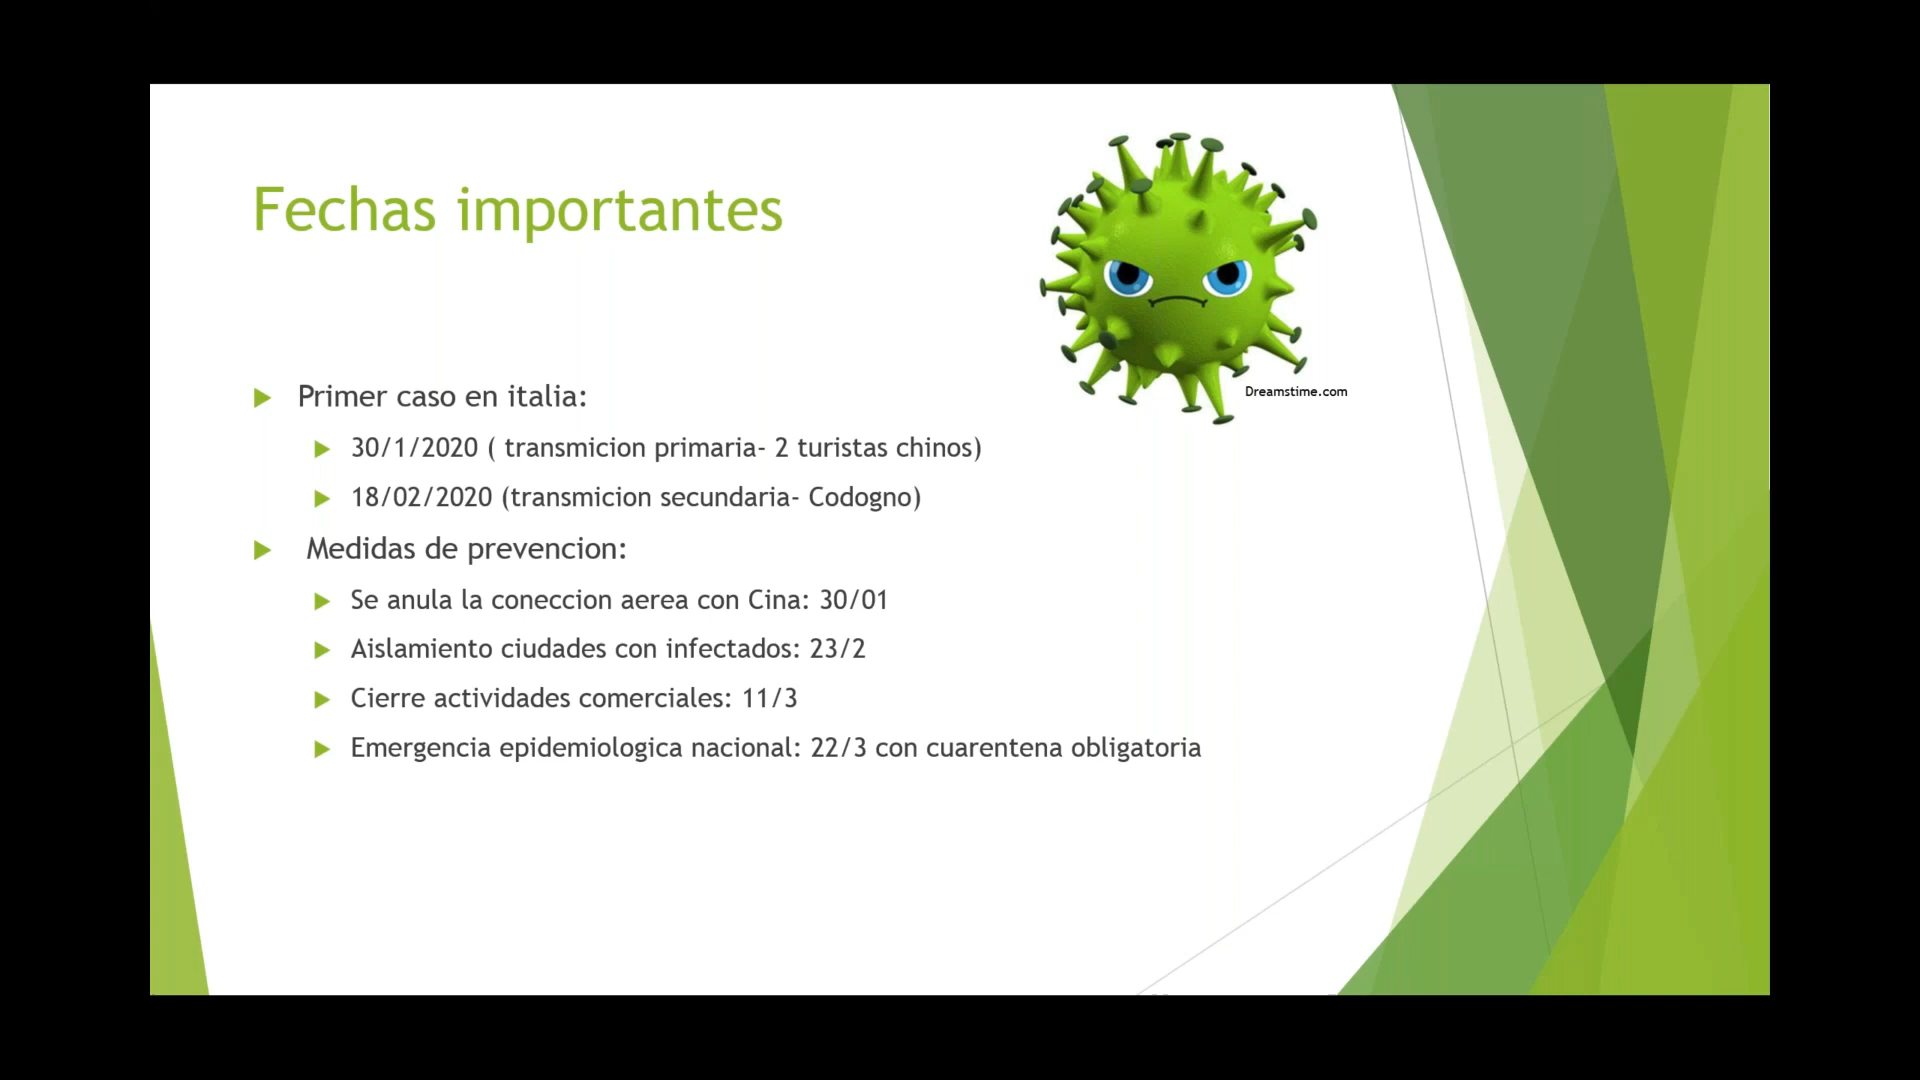 Fechas importantes
Dreamstime.com
Primer caso en italia:
30/1/2020 ( transmicion primaria- 2 turistas chinos)
18/02/2020 (transmicion secundaria- Codogno)
Medidas de prevencion:
Se anula la coneccion aerea con Cina: 30/01
Aislamiento ciudades con infectados: 23/2
Cierre actividades comerciales: 11/3
Emergencia epidemiologica nacional: 22/3 con cuarentena obligatoria